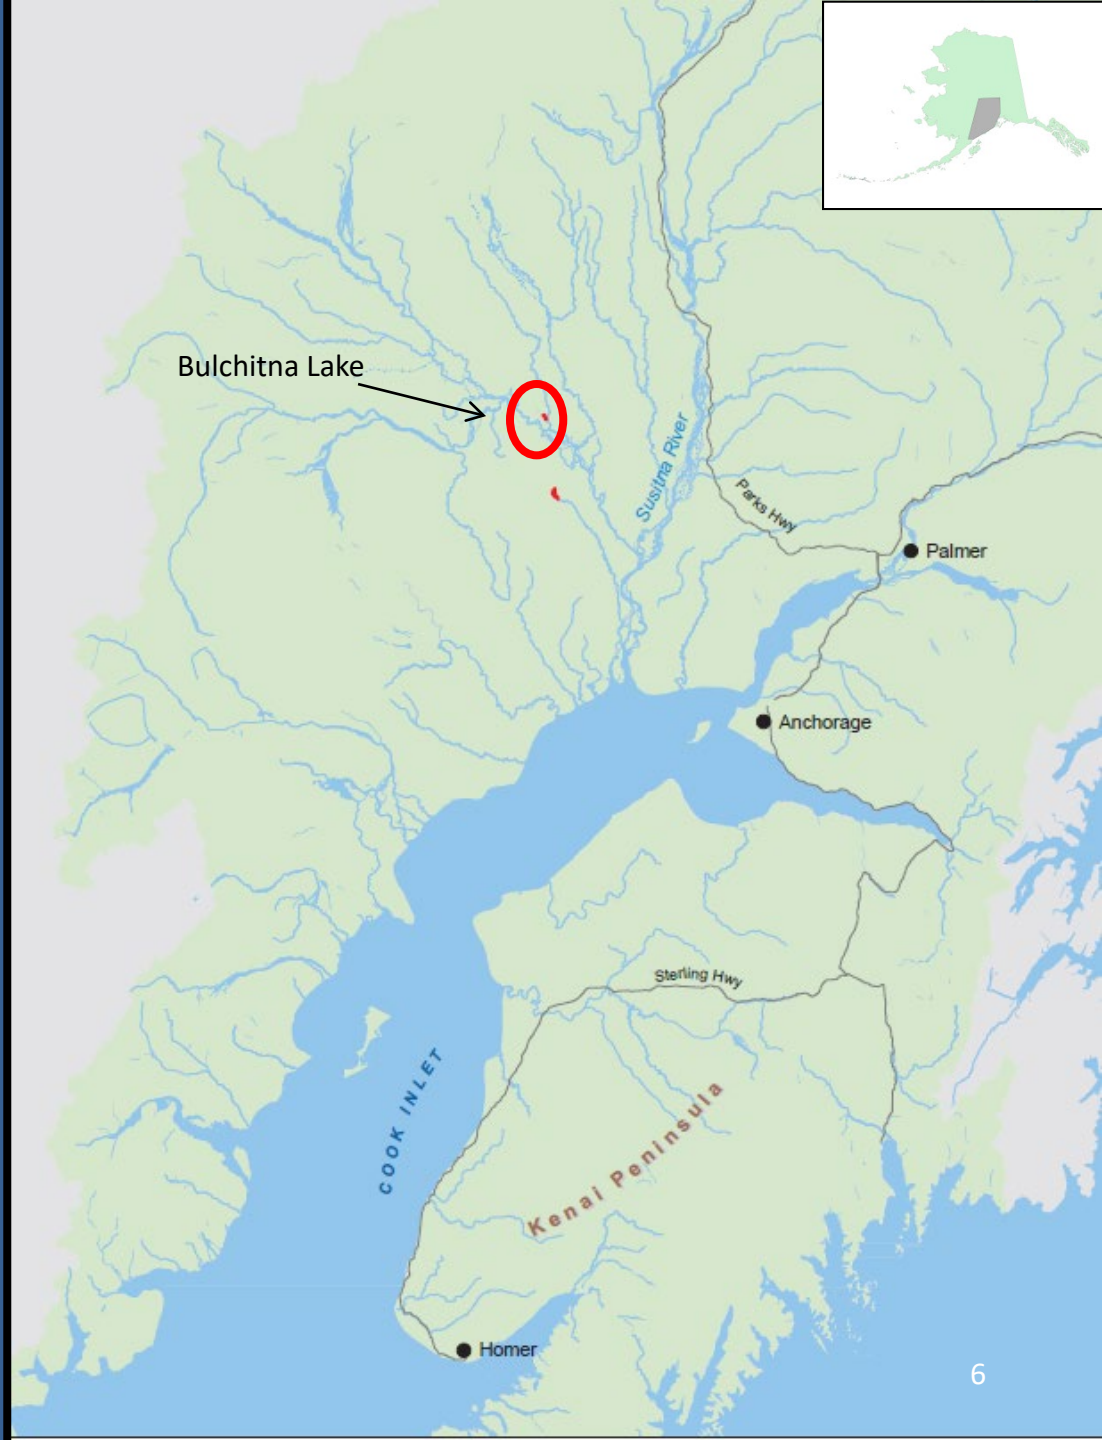 Bulchitna Lake
Susitna River
Parks Hwy
Palmer
Anchorage
Sterling Hwy
COOK INLET
Kenai Peninsula
Homer
6